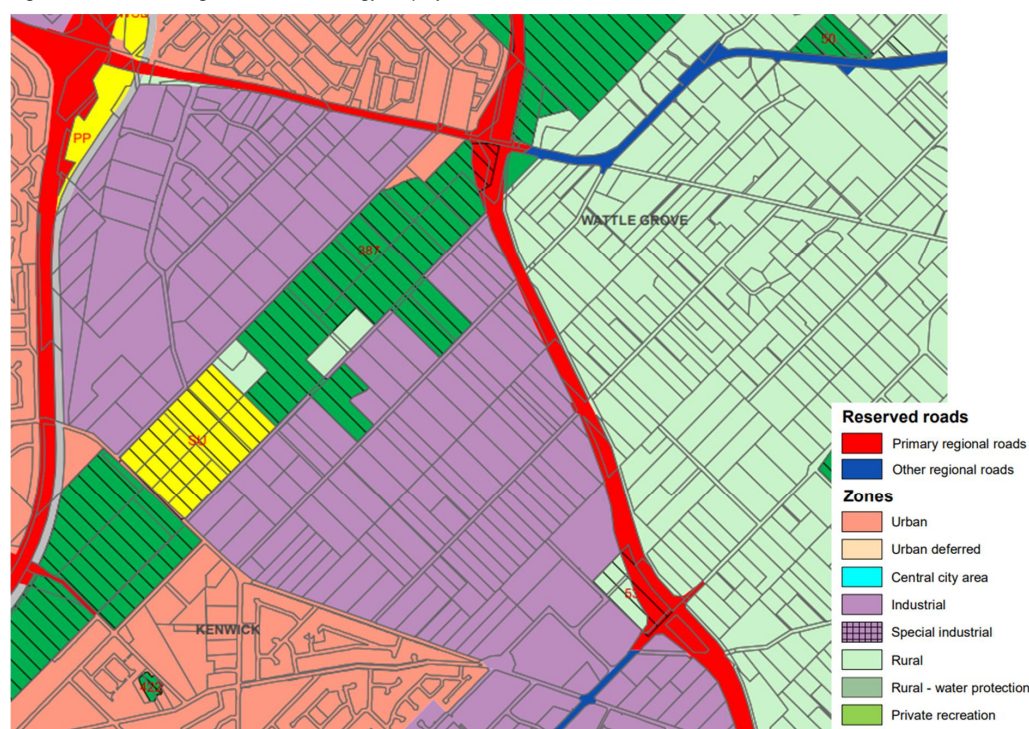 50
PP
WATTLE GROVE
387
SU
53
KENWICK
Reserved roads
Primary regional roads
Other regional roads
Zones
Urban
Urban deferred
Central city area
Industrial
Special industrial
Rural
Rural - water protection
Private recreation